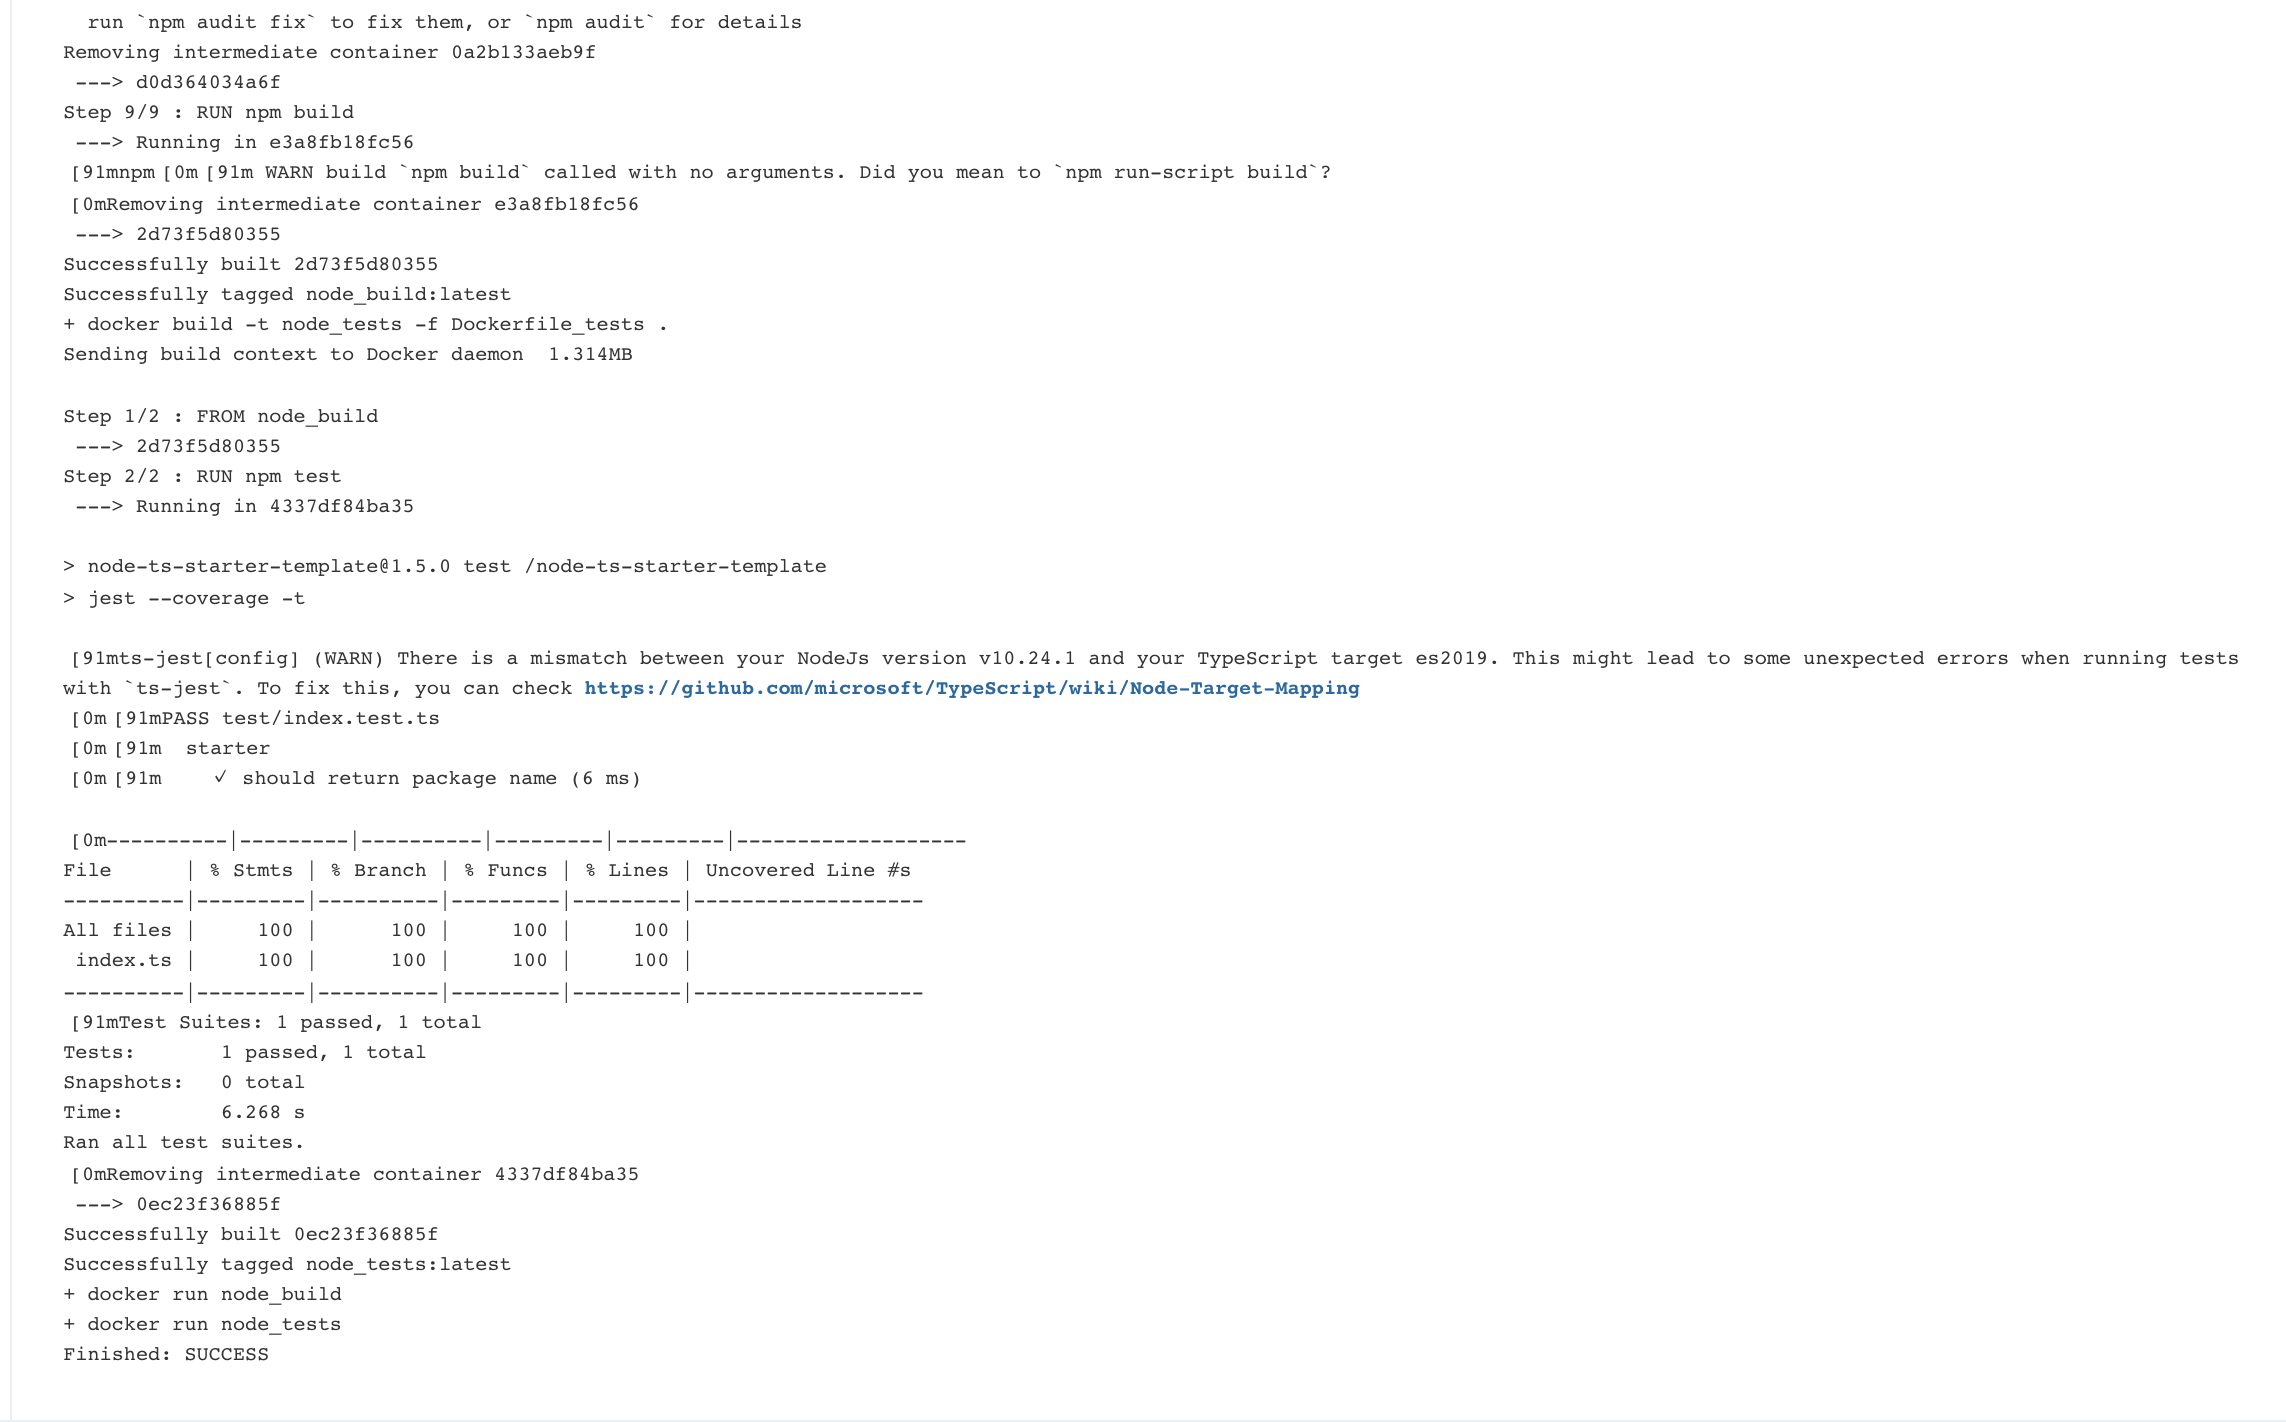 run `npm audit fix` to fix them, or `npm audit` for details
Removing intermediate container 0a2b133aeb9f
 ---> d0d364034a6f
Step 9/9 : RUN npm build
 ---> Running in e3a8fb18fc56
[91mnpm[0m[91m WARN build `npm build` called with no arguments. Did you mean to `npm run-script build`?
[0mRemoving intermediate container e3a8fb18fc56
 ---> 2d73f5d80355
Successfully built 2d73f5d80355
Successfully tagged node_build:latest
+ docker build -t node_tests -f Dockerfile_tests .
Sending build context to Docker daemon  1.314MB

Step 1/2 : FROM node_build
 ---> 2d73f5d80355
Step 2/2 : RUN npm test
 ---> Running in 4337df84ba35

> node-ts-starter-template@1.5.0 test /node-ts-starter-template
> jest --coverage -t

[91mts-jest[config] (WARN) There is a mismatch between your NodeJs version v10.24.1 and your TypeScript target es2019. This might lead to some unexpected errors when running tests
with `ts-jest`. To fix this, you can check https://github.com/microsoft/TypeScript/wiki/Node-Target-Mapping
[0m[91mPASS test/index.test.ts
[0m[91m  starter
[0m[91m    ✓ should return package name (6 ms)

[0m----------|---------|----------|---------|---------|-------------------
File      | % Stmts | % Branch | % Funcs | % Lines | Uncovered Line #s
----------|---------|----------|---------|---------|-------------------
All files |     100 |      100 |     100 |     100 |
 index.ts |     100 |      100 |     100 |     100 |
----------|---------|----------|---------|---------|-------------------
[91mTest Suites: 1 passed, 1 total
Tests:       1 passed, 1 total
Snapshots:   0 total
Time:        6.268 s
Ran all test suites.
[0mRemoving intermediate container 4337df84ba35
 ---> 0ec23f36885f
Successfully built 0ec23f36885f
Successfully tagged node_tests:latest
+ docker run node_build
+ docker run node_tests
Finished: SUCCESS